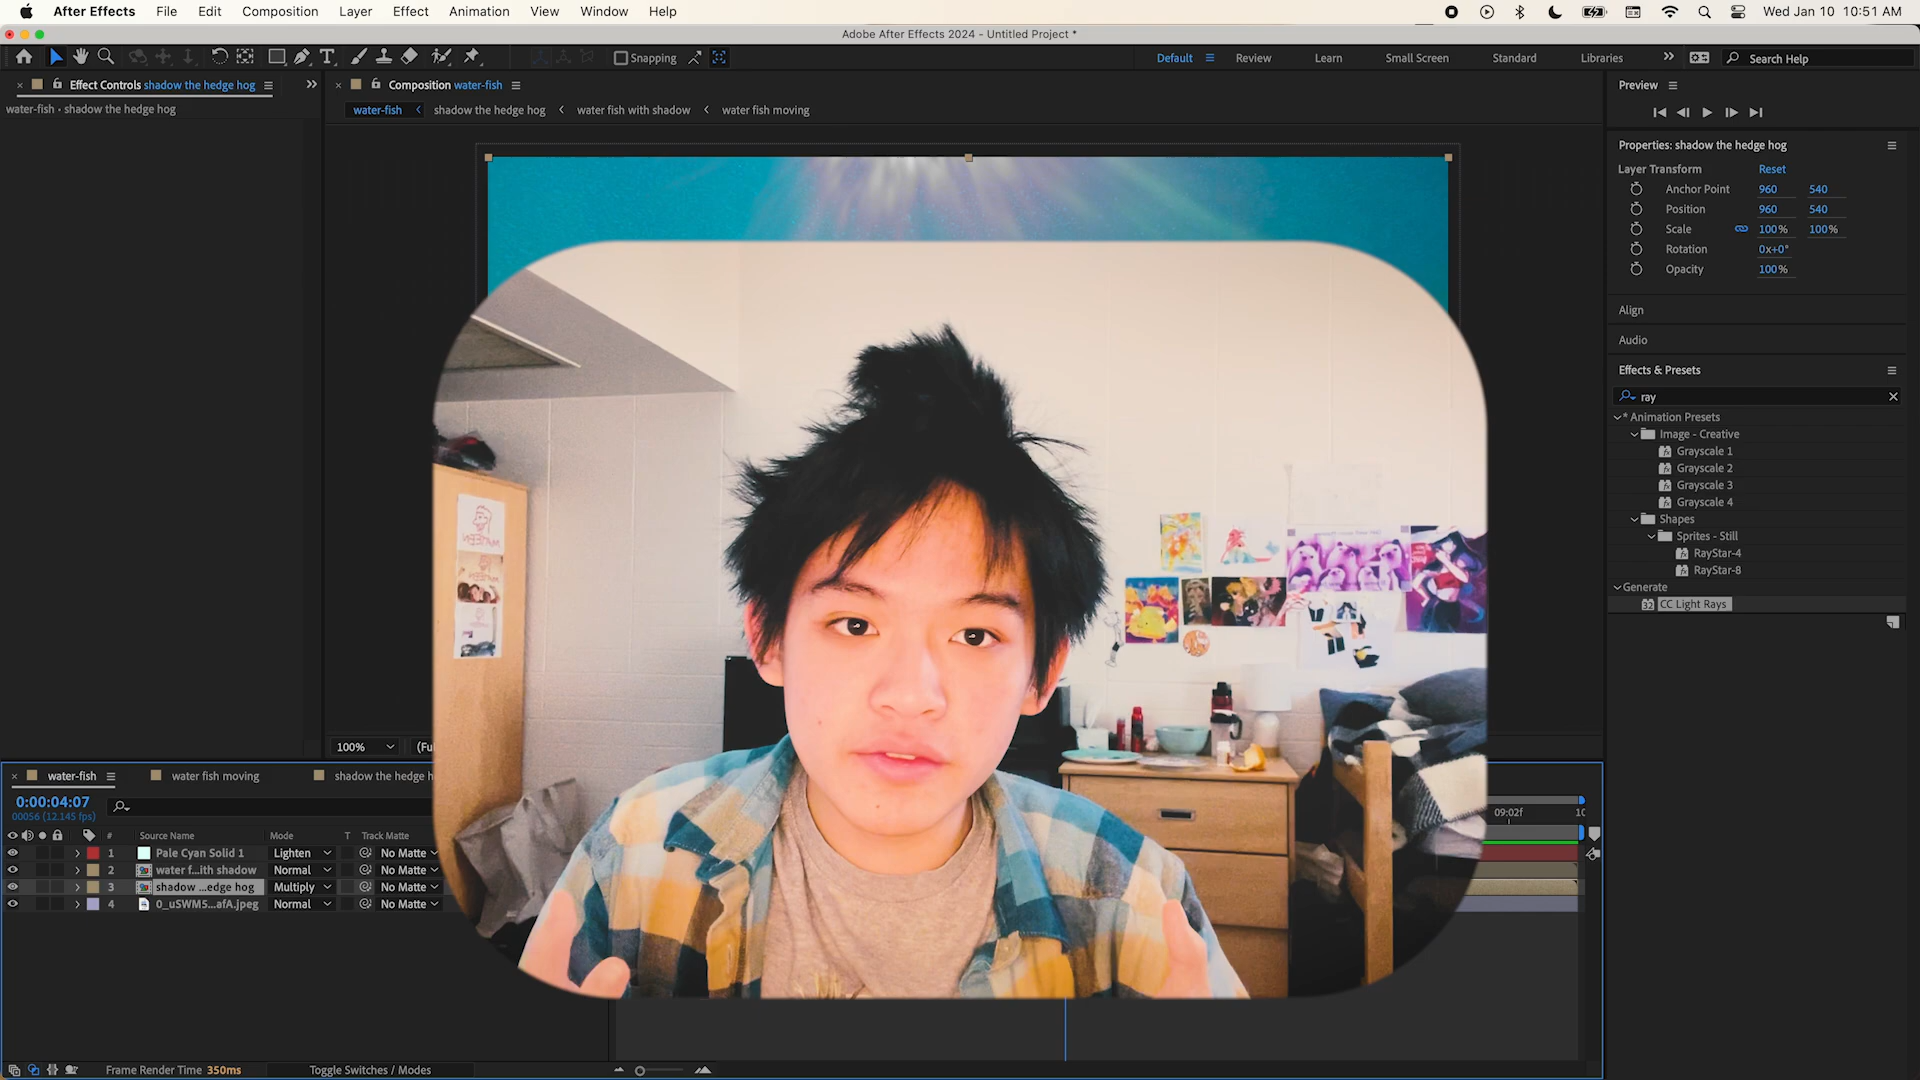 After Effects File Edit Composition Layer Effect Animation View Window Help Wed Jan 10 10:51 AM
Adobe After Effects 2024 - Untitled Project *
Snapping Default Review Learn Small Screen Standard Libraries Search Help
Effect Controls shadow the hedge hog
water-fish • shadow the hedge hog
Composition water-fish
water-fish shadow the hedge hog water fish with shadow water fish moving
Preview
Properties: shadow the hedge hog
Layer Transform Reset
Anchor Point 960 540
Position 960 540
Scale 100% 100%
Rotation 0x+0°
Opacity 100%
Align
Audio
Effects & Presets
ray
* Animation Presets
Image - Creative
Grayscale 1
Grayscale 2
Grayscale 3
Grayscale 4
Shapes
Sprites - Still
RayStar-4
RayStar-8
Generate
CC Light Rays
100% (Fu
water-fish water fish moving shadow the hedge h
0:00:04:07
00056 (12.145 fps)
# Source Name Mode T Track Matte
1 Pale Cyan Solid 1 Lighten No Matte
2 water f...ith shadow Normal No Matte
3 shadow ...edge hog Multiply No Matte
4 0_uSWM5...afA.jpeg Normal No Matte
09:02f 10
Frame Render Time 350ms Toggle Switches / Modes